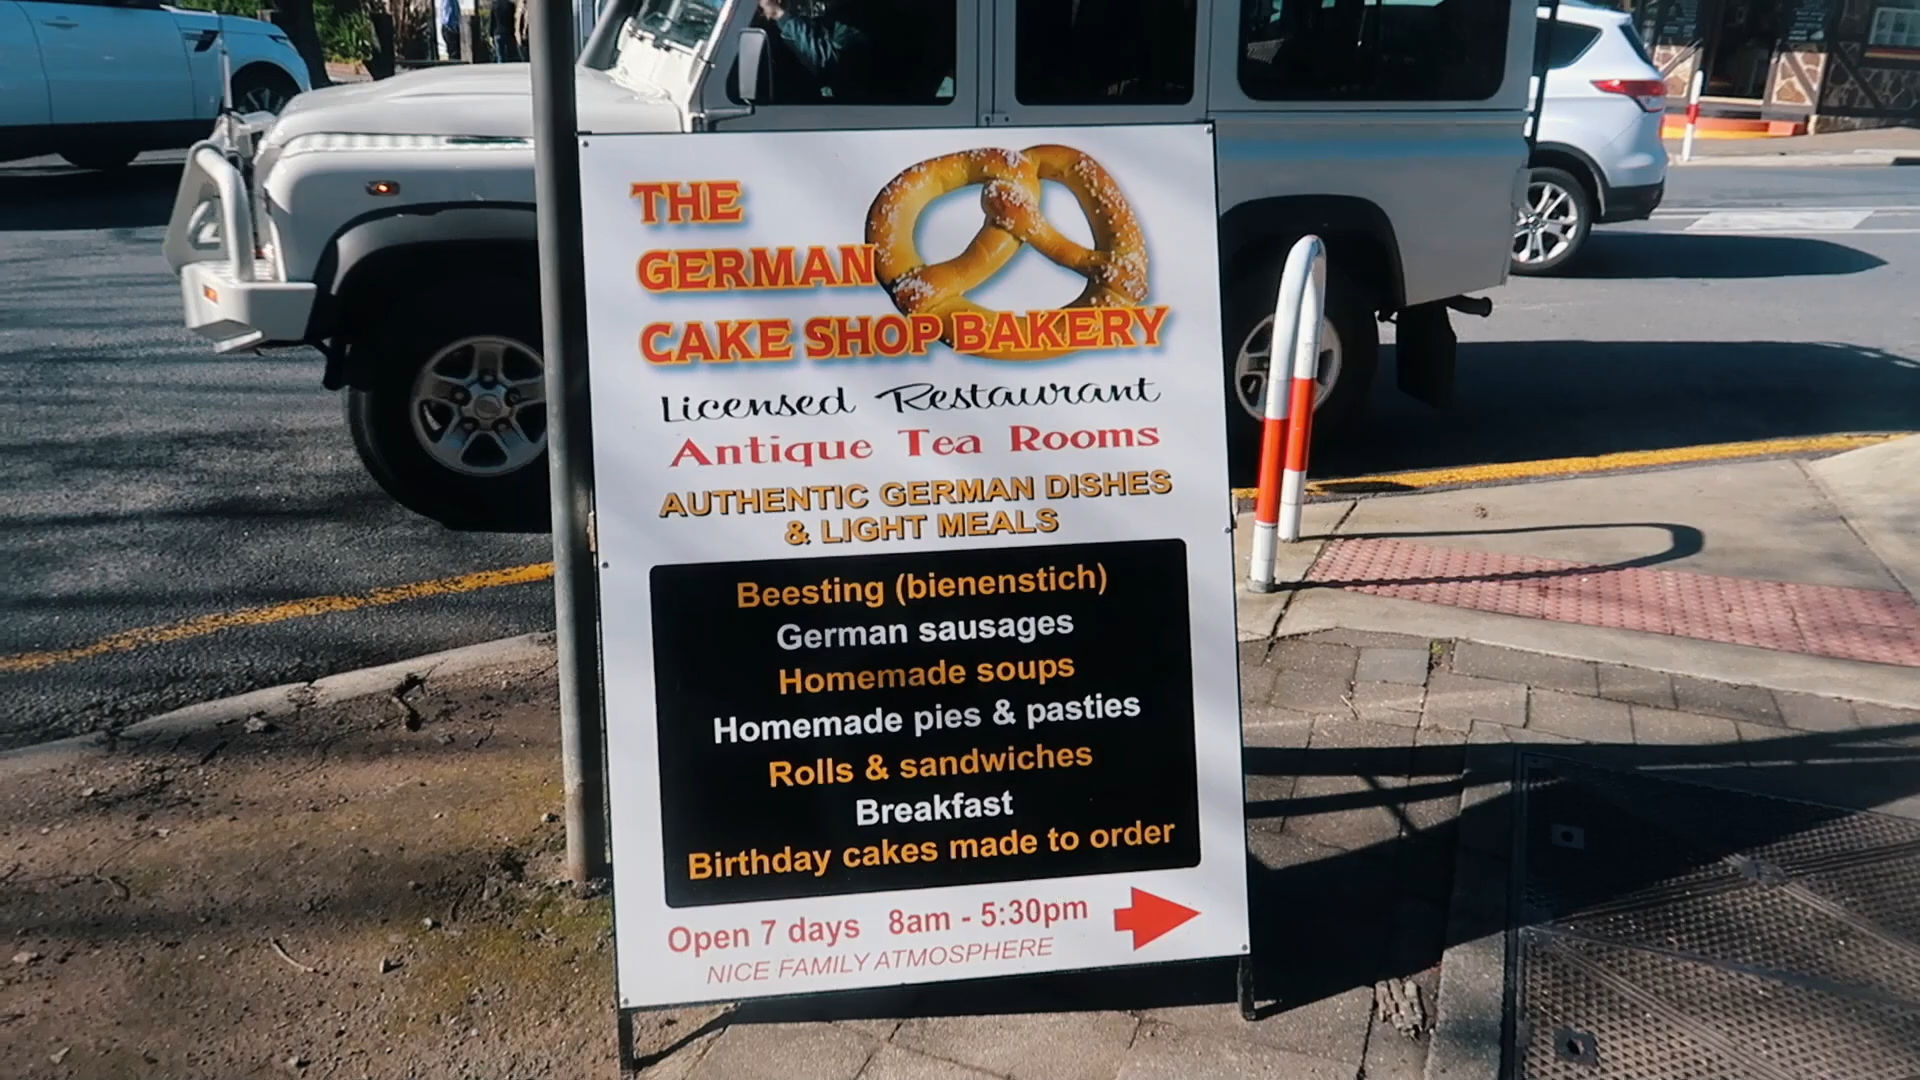 THE
GERMAN
CAKE SHOP BAKERY
Licensed Restaurant
Antique Tea Rooms
AUTHENTIC GERMAN DISHES
& LIGHT MEALS
Beesting (bienenstich)
German sausages
Homemade soups
Homemade pies & pasties
Rolls & sandwiches
Breakfast
Birthday cakes made to order
Open 7 days 8am - 5:30pm
NICE FAMILY ATMOSPHERE